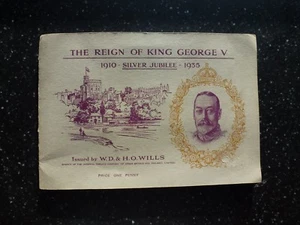 THE REIGN OF KING GEORGE V
1910 - SILVER JUBILEE - 1935
Issued by W.D. & H.O. WILLS
PRICE ONE PENNY